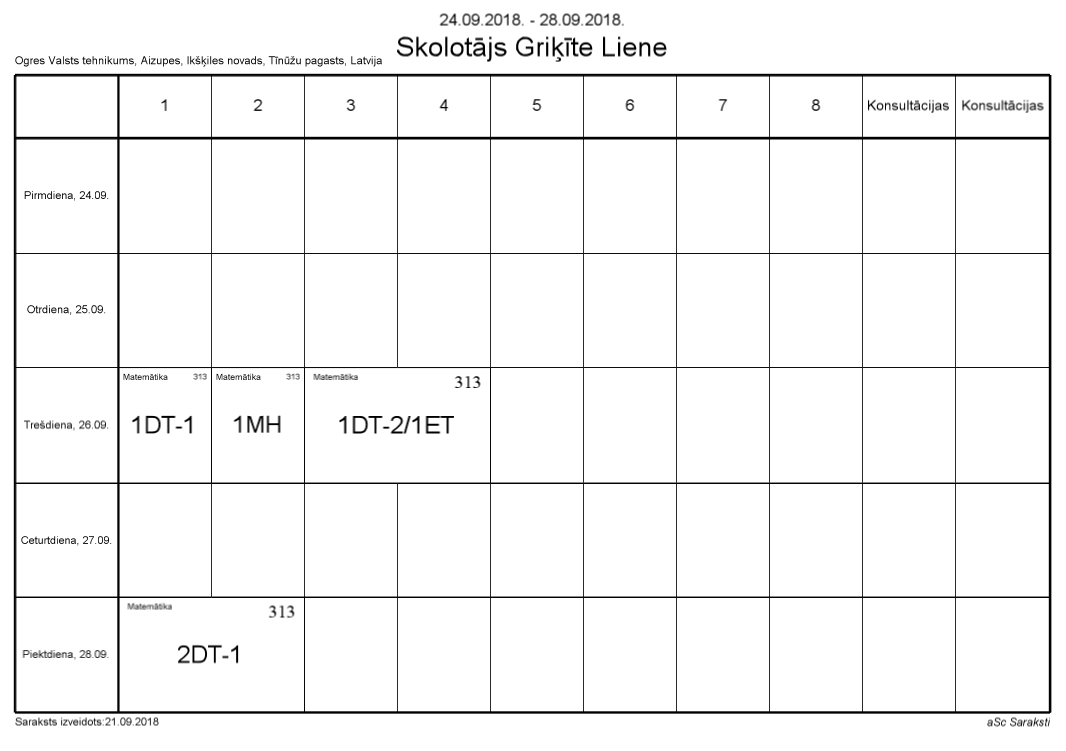 24.09.2018. - 28.09.2018.
Skolotājs Griķīte Liene
Ogres Valsts tehnikums, Aizupes, Ikšķiles novads, Tīnūžu pagasts, Latvija
1 2 3 4 5 6 7 8 Konsultācijas Konsultācijas
Pirmdiena, 24.09.
Otrdiena, 25.09.
Matemātika 313 Matemātika 313 Matemātika 313
Trešdiena, 26.09. 1DT-1 1MH 1DT-2/1ET
Ceturtdiena, 27.09.
Matemātika 313
Piektdiena, 28.09. 2DT-1
Saraksts izveidots:21.09.2018 aSc Saraksti